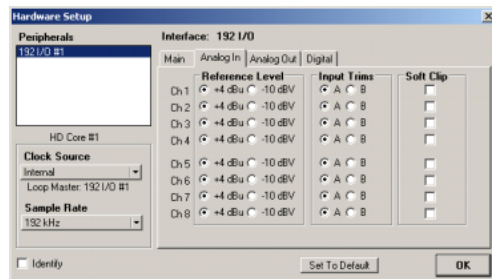 Hardware Setup
Peripherals
192 I/O #1
HD Core #1
Clock Source
Internal
Loop Master: 192 I/O #1
Sample Rate
192 kHz
Identify
Interface: 192 I/O
Main Analog In Analog Out Digital
Reference Level Input Trims Soft Clip
Ch 1 +4 dBu -10 dBV A B
Ch 2 +4 dBu -10 dBV A B
Ch 3 +4 dBu -10 dBV A B
Ch 4 +4 dBu -10 dBV A B
Ch 5 +4 dBu -10 dBV A B
Ch 6 +4 dBu -10 dBV A B
Ch 7 +4 dBu -10 dBV A B
Ch 8 +4 dBu -10 dBV A B
Set To Default OK